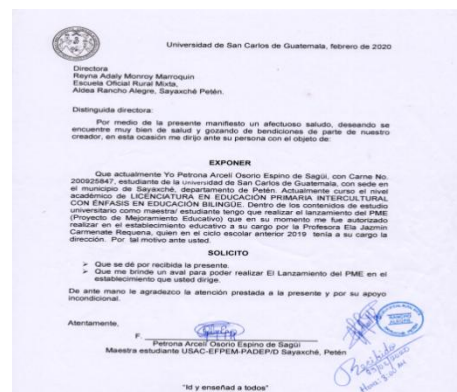 Universidad de San Carlos de Guatemala, febrero de 2020
Directora
Reyna Adaly Monroy Marroquin
Escuela Oficial Rural Mixta,
Aldea Rancho Alegre, Sayaxché Petén.
Distinguida directora:
Por medio de la presente manifiesto un afectuoso saludo, deseando se
encuentre muy bien de salud y gozando de bendiciones de parte de nuestro
creador, en esta ocasión me dirijo ante su persona con el objeto de:
EXPONER
Que actualmente Yo Petrona Arcelí Osorio Espino de Sagüí, con Carne No.
200925847, estudiante de la Universidad de San Carlos de Guatemala, con sede en
el municipio de Sayaxché, departamento de Petén. Actualmente curso el nivel
académico de LICENCIATURA EN EDUCACIÓN PRIMARIA INTERCULTURAL
CON ÉNFASIS EN EDUCACIÓN BILINGÜE. Dentro de los contenidos de estudio
universitario como maestra/ estudiante tengo que realizar el lanzamiento del PME
(Proyecto de Mejoramiento Educativo) que en su momento me fue autorizado
realizar en el establecimiento educativo a su cargo por la Profesora Ela Jazmin
Carmenate Requena, quien en el ciclo escolar anterior 2019 tenía a su cargo la
dirección. Por tal motivo ante usted.
SOLICITO
➢ Que se dé por recibida la presente.
➢ Que me brinde un aval para poder realizar El Lanzamiento del PME en el
establecimiento que usted dirige.
De ante mano le agradezco la atención prestada a la presente y por su apoyo
incondicional.
Atentamente,
F.
Petrona Arcelí Osorio Espino de Sagüí
Maestra estudiante USAC-EFPEM-PADEP/D Sayaxché, Petén
Recibido
"Id y enseñad a todos"